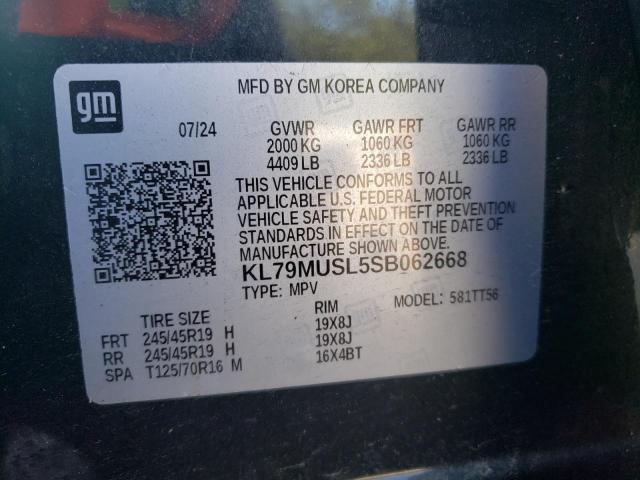 gm
MFD BY GM KOREA COMPANY
07/24 GVWR GAWR FRT GAWR RR
2000 KG 1060 KG 1060 KG
4409 LB 2336 LB 2336 LB
THIS VEHICLE CONFORMS TO ALL
APPLICABLE U.S. FEDERAL MOTOR
VEHICLE SAFETY AND THEFT PREVENTION
STANDARDS IN EFFECT ON THE DATE OF
MANUFACTURE SHOWN ABOVE.
KL79MUSL5SB062668
TYPE: MPV MODEL: 581TT56
TIRE SIZE RIM
FRT 245/45R19 H 19X8J
RR 245/45R19 H 19X8J
SPA T125/70R16 M 16X4BT